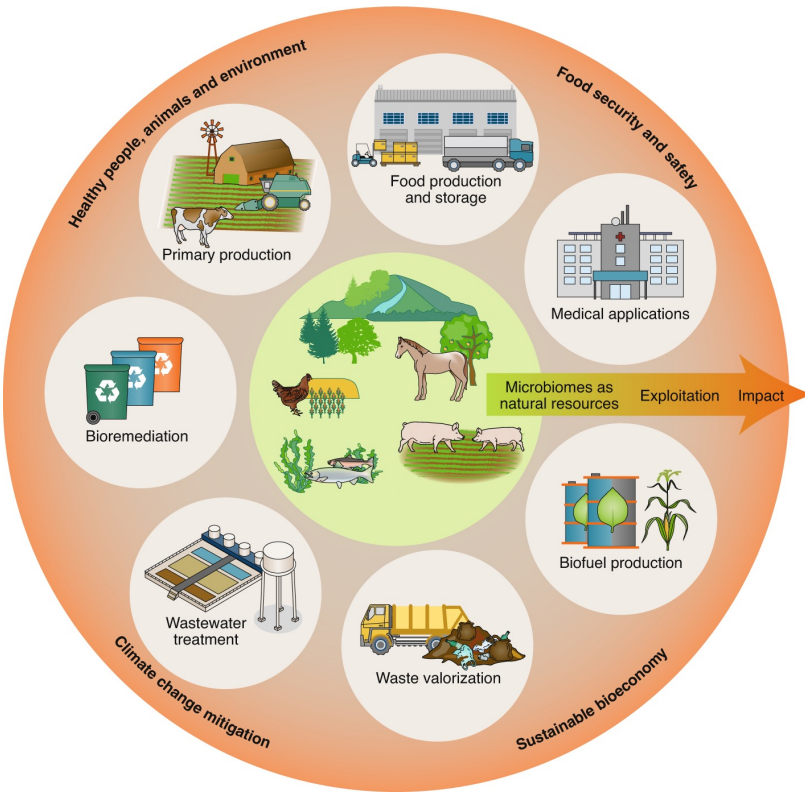 Healthy people, animals and environment
Food security and safety
Food production
and storage
Primary production
Medical applications
Microbiomes as
natural resources
Exploitation
Impact
Bioremediation
Biofuel production
Wastewater
treatment
Waste valorization
Climate change mitigation
Sustainable bioeconomy